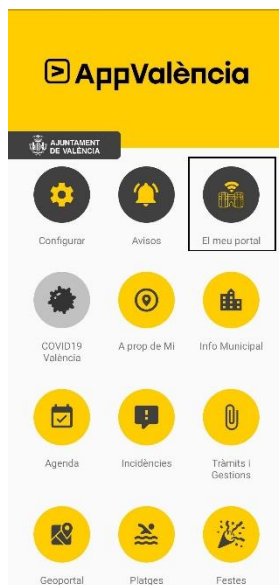 AppValència
AJUNTAMENT
DE VALÈNCIA
Configurar
Avisos
El meu portal
COVID19
València
A prop de Mi
Info Municipal
Agenda
Incidències
Tràmits i
Gestions
Geoportal
Platges
Festes